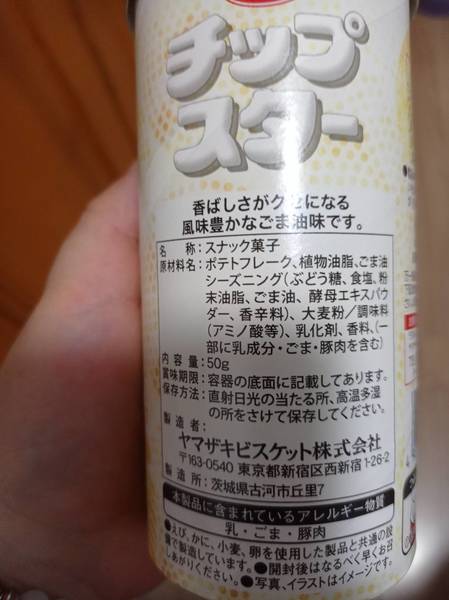 チップ
スター
香ばしさがクセになる
風味豊かなごま油味です。
名　　称：スナック菓子
原材料名：ポテトフレーク、植物油脂、ごま油
シーズニング(ぶどう糖、食塩、粉
末油脂、ごま油、酵母エキスパウ
ダー、香辛料)、大麦粉／調味料
(アミノ酸等)、乳化剤、香料、(一
部に乳成分・ごま・豚肉を含む)
内 容 量：50g
賞味期限：容器の底面に記載してあります。
保存方法：直射日光の当たる所、高温多湿
の所をさけて保存してください。
製 造 者：
ヤマザキビスケット株式会社
〒163-0540 東京都新宿区西新宿1-26-2
製 造 所：茨城県古河市丘里7
本製品に含まれているアレルギー物質
乳・ごま・豚肉
●えび、かに、小麦、卵を使用した製品と共通の設
備で製造しています。●開封後はなるべく早くお召
しあがりください。●写真、イラストはイメージです。